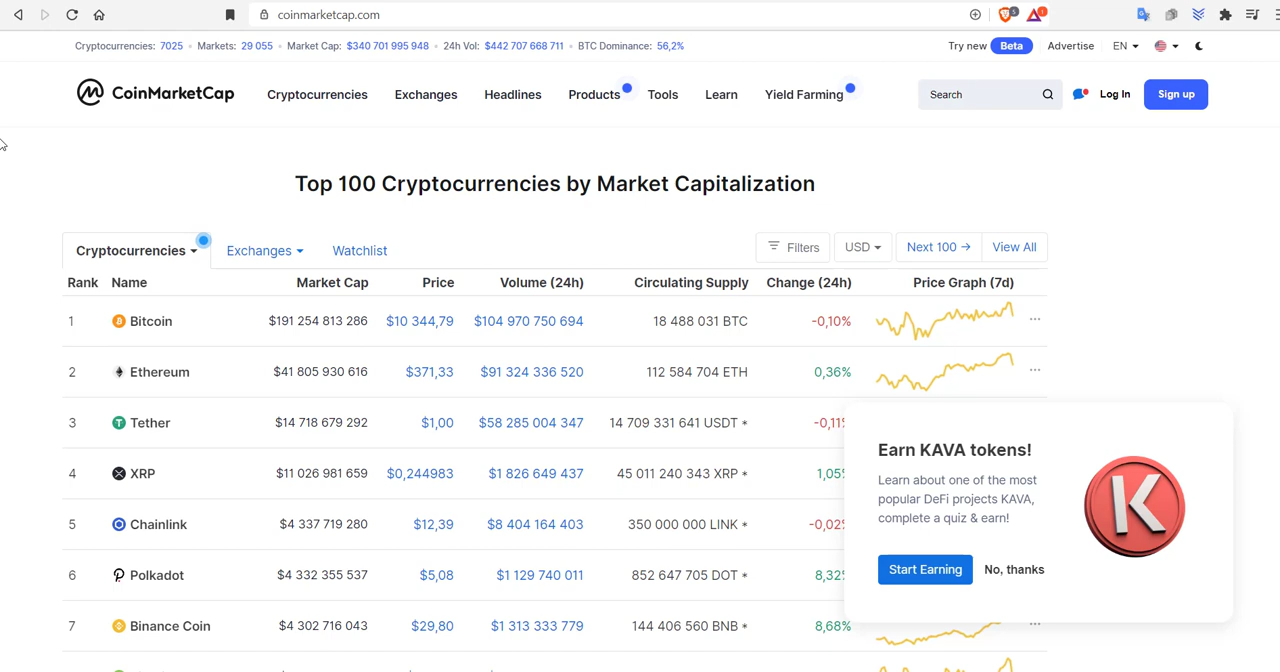 coinmarketcap.com
5
1
Cryptocurrencies: 7025 • Markets: 29 055 • Market Cap: $340 701 995 948 • 24h Vol: $442 707 668 711 • BTC Dominance: 56,2%
Try new Beta Advertise EN
CoinMarketCap Cryptocurrencies Exchanges Headlines Products Tools Learn Yield Farming Search Log In Sign up
Top 100 Cryptocurrencies by Market Capitalization
Cryptocurrencies Exchanges Watchlist Filters USD Next 100 → View All
Rank Name Market Cap Price Volume (24h) Circulating Supply Change (24h) Price Graph (7d)
1 Bitcoin $191 254 813 286 $10 344,79 $104 970 750 694 18 488 031 BTC -0,10%
2 Ethereum $41 805 930 616 $371,33 $91 324 336 520 112 584 704 ETH 0,36%
3 Tether $14 718 679 292 $1,00 $58 285 004 347 14 709 331 641 USDT * -0,11%
4 XRP $11 026 981 659 $0,244983 $1 826 649 437 45 011 240 343 XRP * 1,05%
5 Chainlink $4 337 719 280 $12,39 $8 404 164 403 350 000 000 LINK * -0,02%
6 Polkadot $4 332 355 537 $5,08 $1 129 740 011 852 647 705 DOT * 8,32%
7 Binance Coin $4 302 716 043 $29,80 $1 313 333 779 144 406 560 BNB * 8,68%
Earn KAVA tokens!
Learn about one of the most
popular DeFi projects KAVA,
complete a quiz & earn!
Start Earning No, thanks